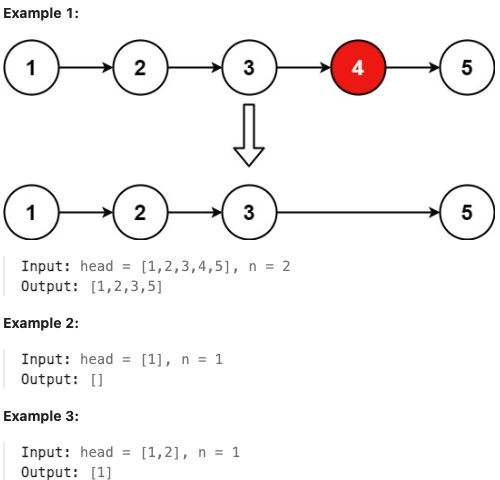 Example 1:
1 2 3 4 5
1 2 3 5
Input: head = [1,2,3,4,5], n = 2
Output: [1,2,3,5]
Example 2:
Input: head = [1], n = 1
Output: []
Example 3:
Input: head = [1,2], n = 1
Output: [1]